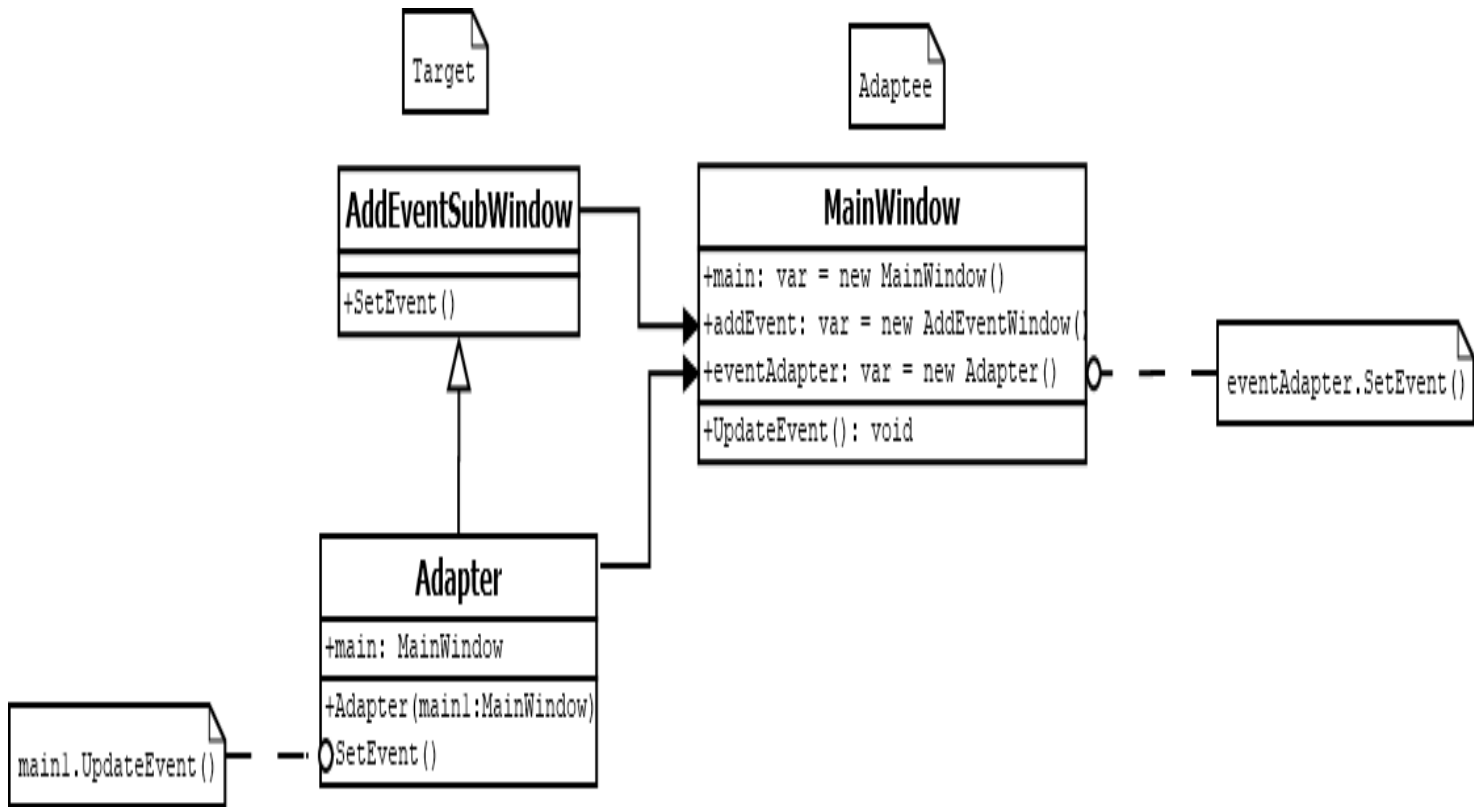 Target
Adaptee
AddEventSubWindow
+SetEvent()
MainWindow
+main: var = new MainWindow()
+addEvent: var = new AddEventWindow()
+eventAdapter: var = new Adapter()
+UpdateEvent(): void
eventAdapter.SetEvent()
Adapter
+main: MainWindow
+Adapter(main1:MainWindow)
SetEvent()
main1.UpdateEvent()